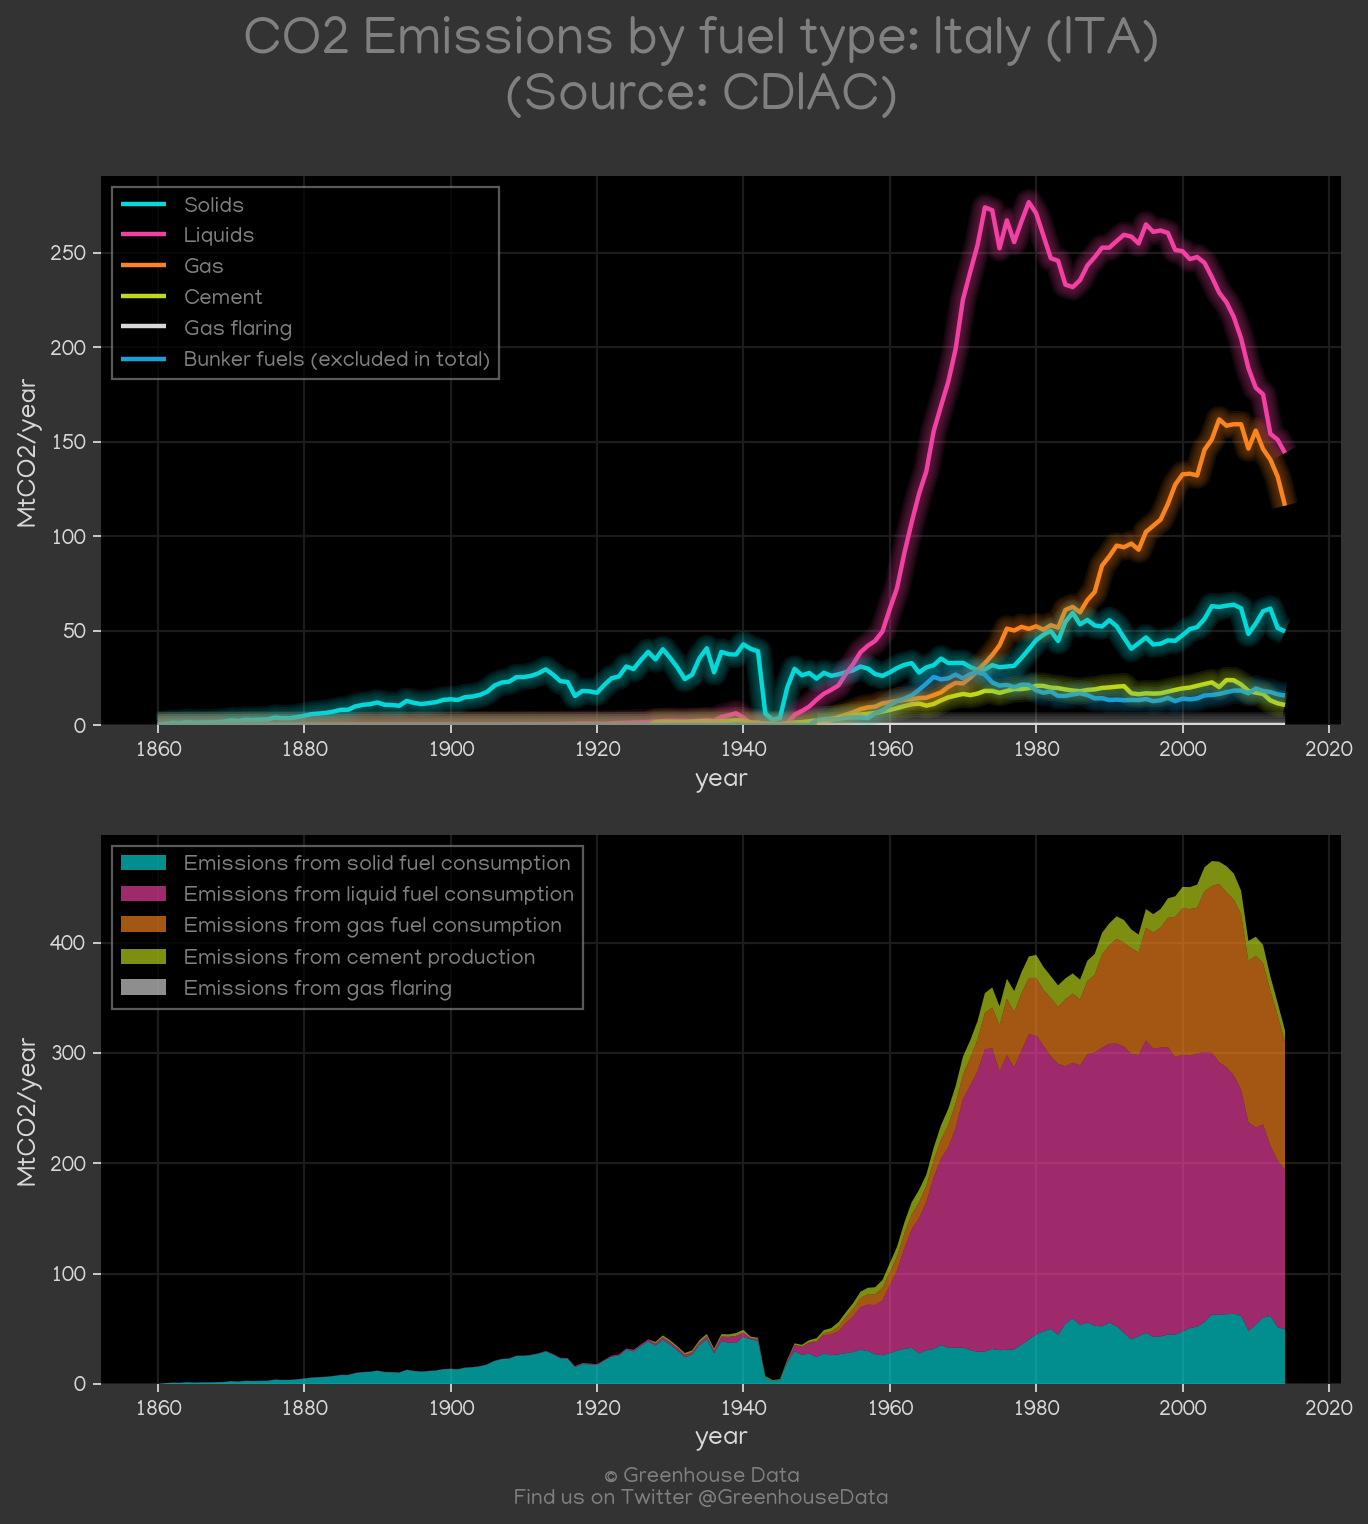 CO2 Emissions by fuel type: Italy (ITA)
(Source: CDIAC)
Solids
Liquids
Gas
Cement
Gas flaring
Bunker fuels (excluded in total)
MtCO2/year
250
200
150
100
50
0
1860 1880 1900 1920 1940 1960 1980 2000 2020
year
Emissions from solid fuel consumption
Emissions from liquid fuel consumption
Emissions from gas fuel consumption
Emissions from cement production
Emissions from gas flaring
MtCO2/year
400
300
200
100
0
1860 1880 1900 1920 1940 1960 1980 2000 2020
year
© Greenhouse Data
Find us on Twitter @GreenhouseData